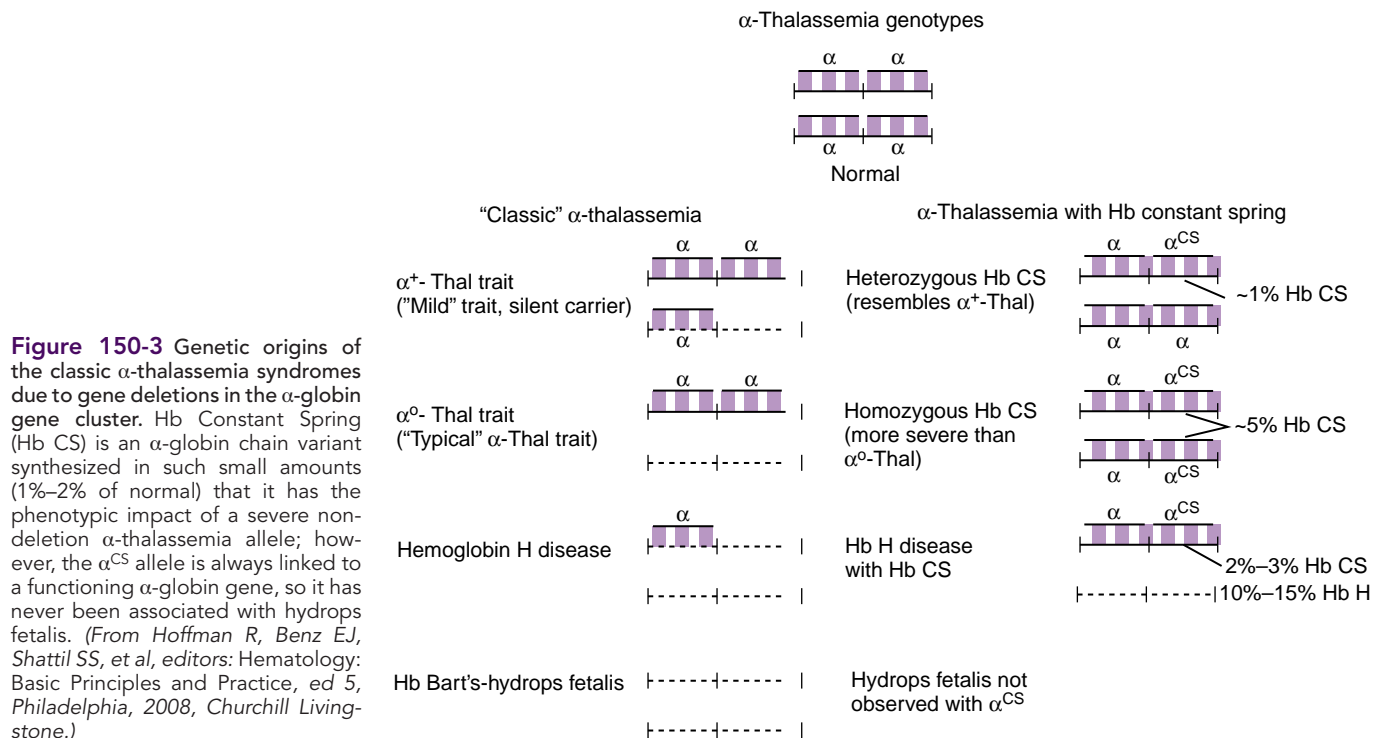 α-Thalassemia genotypes
α α
α α
Normal
"Classic" α-thalassemia
α α
α⁺- Thal trait
("Mild" trait, silent carrier)
α
α α
αᵒ- Thal trait
("Typical" α-Thal trait)
α
Hemoglobin H disease
Hb Bart's-hydrops fetalis
α-Thalassemia with Hb constant spring
α αᶜˢ
Heterozygous Hb CS
(resembles α⁺-Thal)
~1% Hb CS
α α
α αᶜˢ
Homozygous Hb CS
(more severe than
αᵒ-Thal)
~5% Hb CS
α αᶜˢ
α αᶜˢ
Hb H disease
with Hb CS
2%–3% Hb CS
10%–15% Hb H
Hydrops fetalis not
observed with αᶜˢ
Figure 150-3 Genetic origins of
the classic α-thalassemia syndromes
due to gene deletions in the α-globin
gene cluster. Hb Constant Spring
(Hb CS) is an α-globin chain variant
synthesized in such small amounts
(1%–2% of normal) that it has the
phenotypic impact of a severe non-
deletion α-thalassemia allele; how-
ever, the αᶜˢ allele is always linked to
a functioning α-globin gene, so it has
never been associated with hydrops
fetalis. (From Hoffman R, Benz EJ,
Shattil SS, et al, editors: Hematology:
Basic Principles and Practice, ed 5,
Philadelphia, 2008, Churchill Living-
stone.)